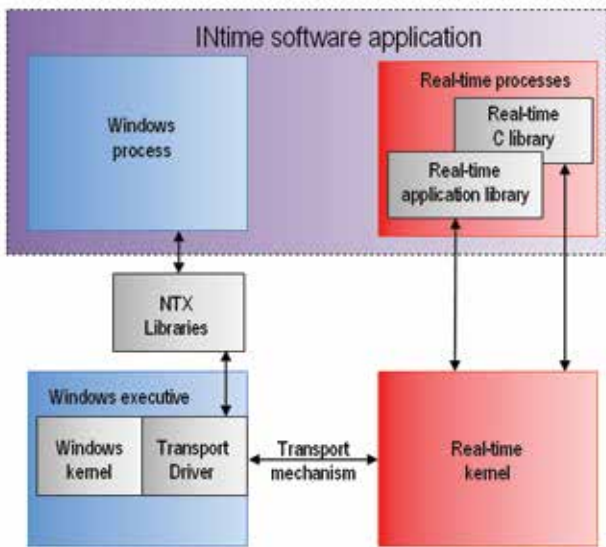 INtime software application
Windows
process
Real-time processes
Real-time
C library
Real-time
application library
NTX
Libraries
Windows executive
Windows
kernel
Transport
Driver
Transport
mechanism
Real-time
kernel